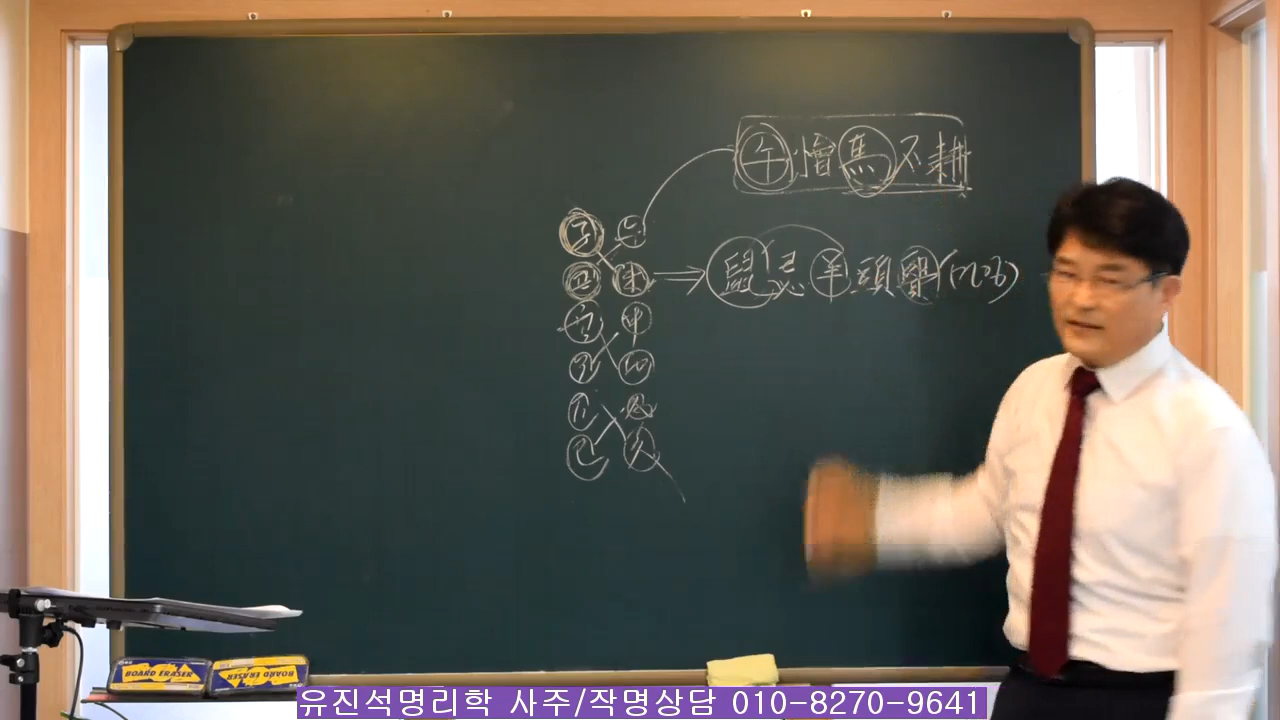 午憎馬不耕
子 午
丑 未 ⇒ 鼠忌羊頭
寅 申
卯 酉
辰 戌
巳 亥
BOARD ERASER BOARD ERASER
유진석명리학 사주/작명상담 010-8270-9641